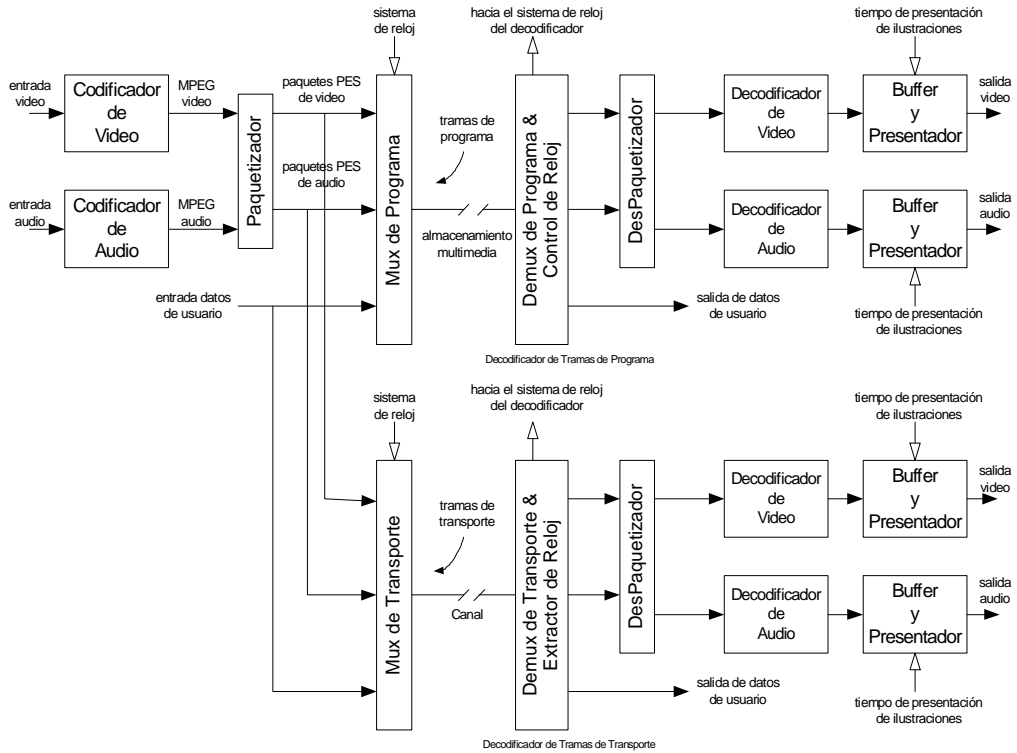 sistema
de reloj
hacia el sistema de reloj
del decodificador
tiempo de presentación
de ilustraciones
entrada
video
Codificador
de
Video
MPEG
video
Paquetizador
paquetes PES
de video
Mux de Programa
tramas de
programa
Demux de Programa &
Control de Reloj
DesPaquetizador
Decodificador
de
Video
Buffer
y
Presentador
salida
video
entrada
audio
Codificador
de
Audio
MPEG
audio
paquetes PES
de audio
almacenamiento
multimedia
Decodificador
de
Audio
Buffer
y
Presentador
salida
audio
entrada datos
de usuario
salida de datos
de usuario
tiempo de presentación
de ilustraciones
Decodificador de Tramas de Programa
sistema
de reloj
hacia el sistema de reloj
del decodificador
tiempo de presentación
de ilustraciones
Mux de Transporte
tramas de
transporte
Canal
Demux de Transporte &
Extractor de Reloj
DesPaquetizador
Decodificador
de
Video
Buffer
y
Presentador
salida
video
Decodificador
de
Audio
Buffer
y
Presentador
salida
audio
salida de datos
de usuario
tiempo de presentación
de ilustraciones
Decodificador de Tramas de Transporte